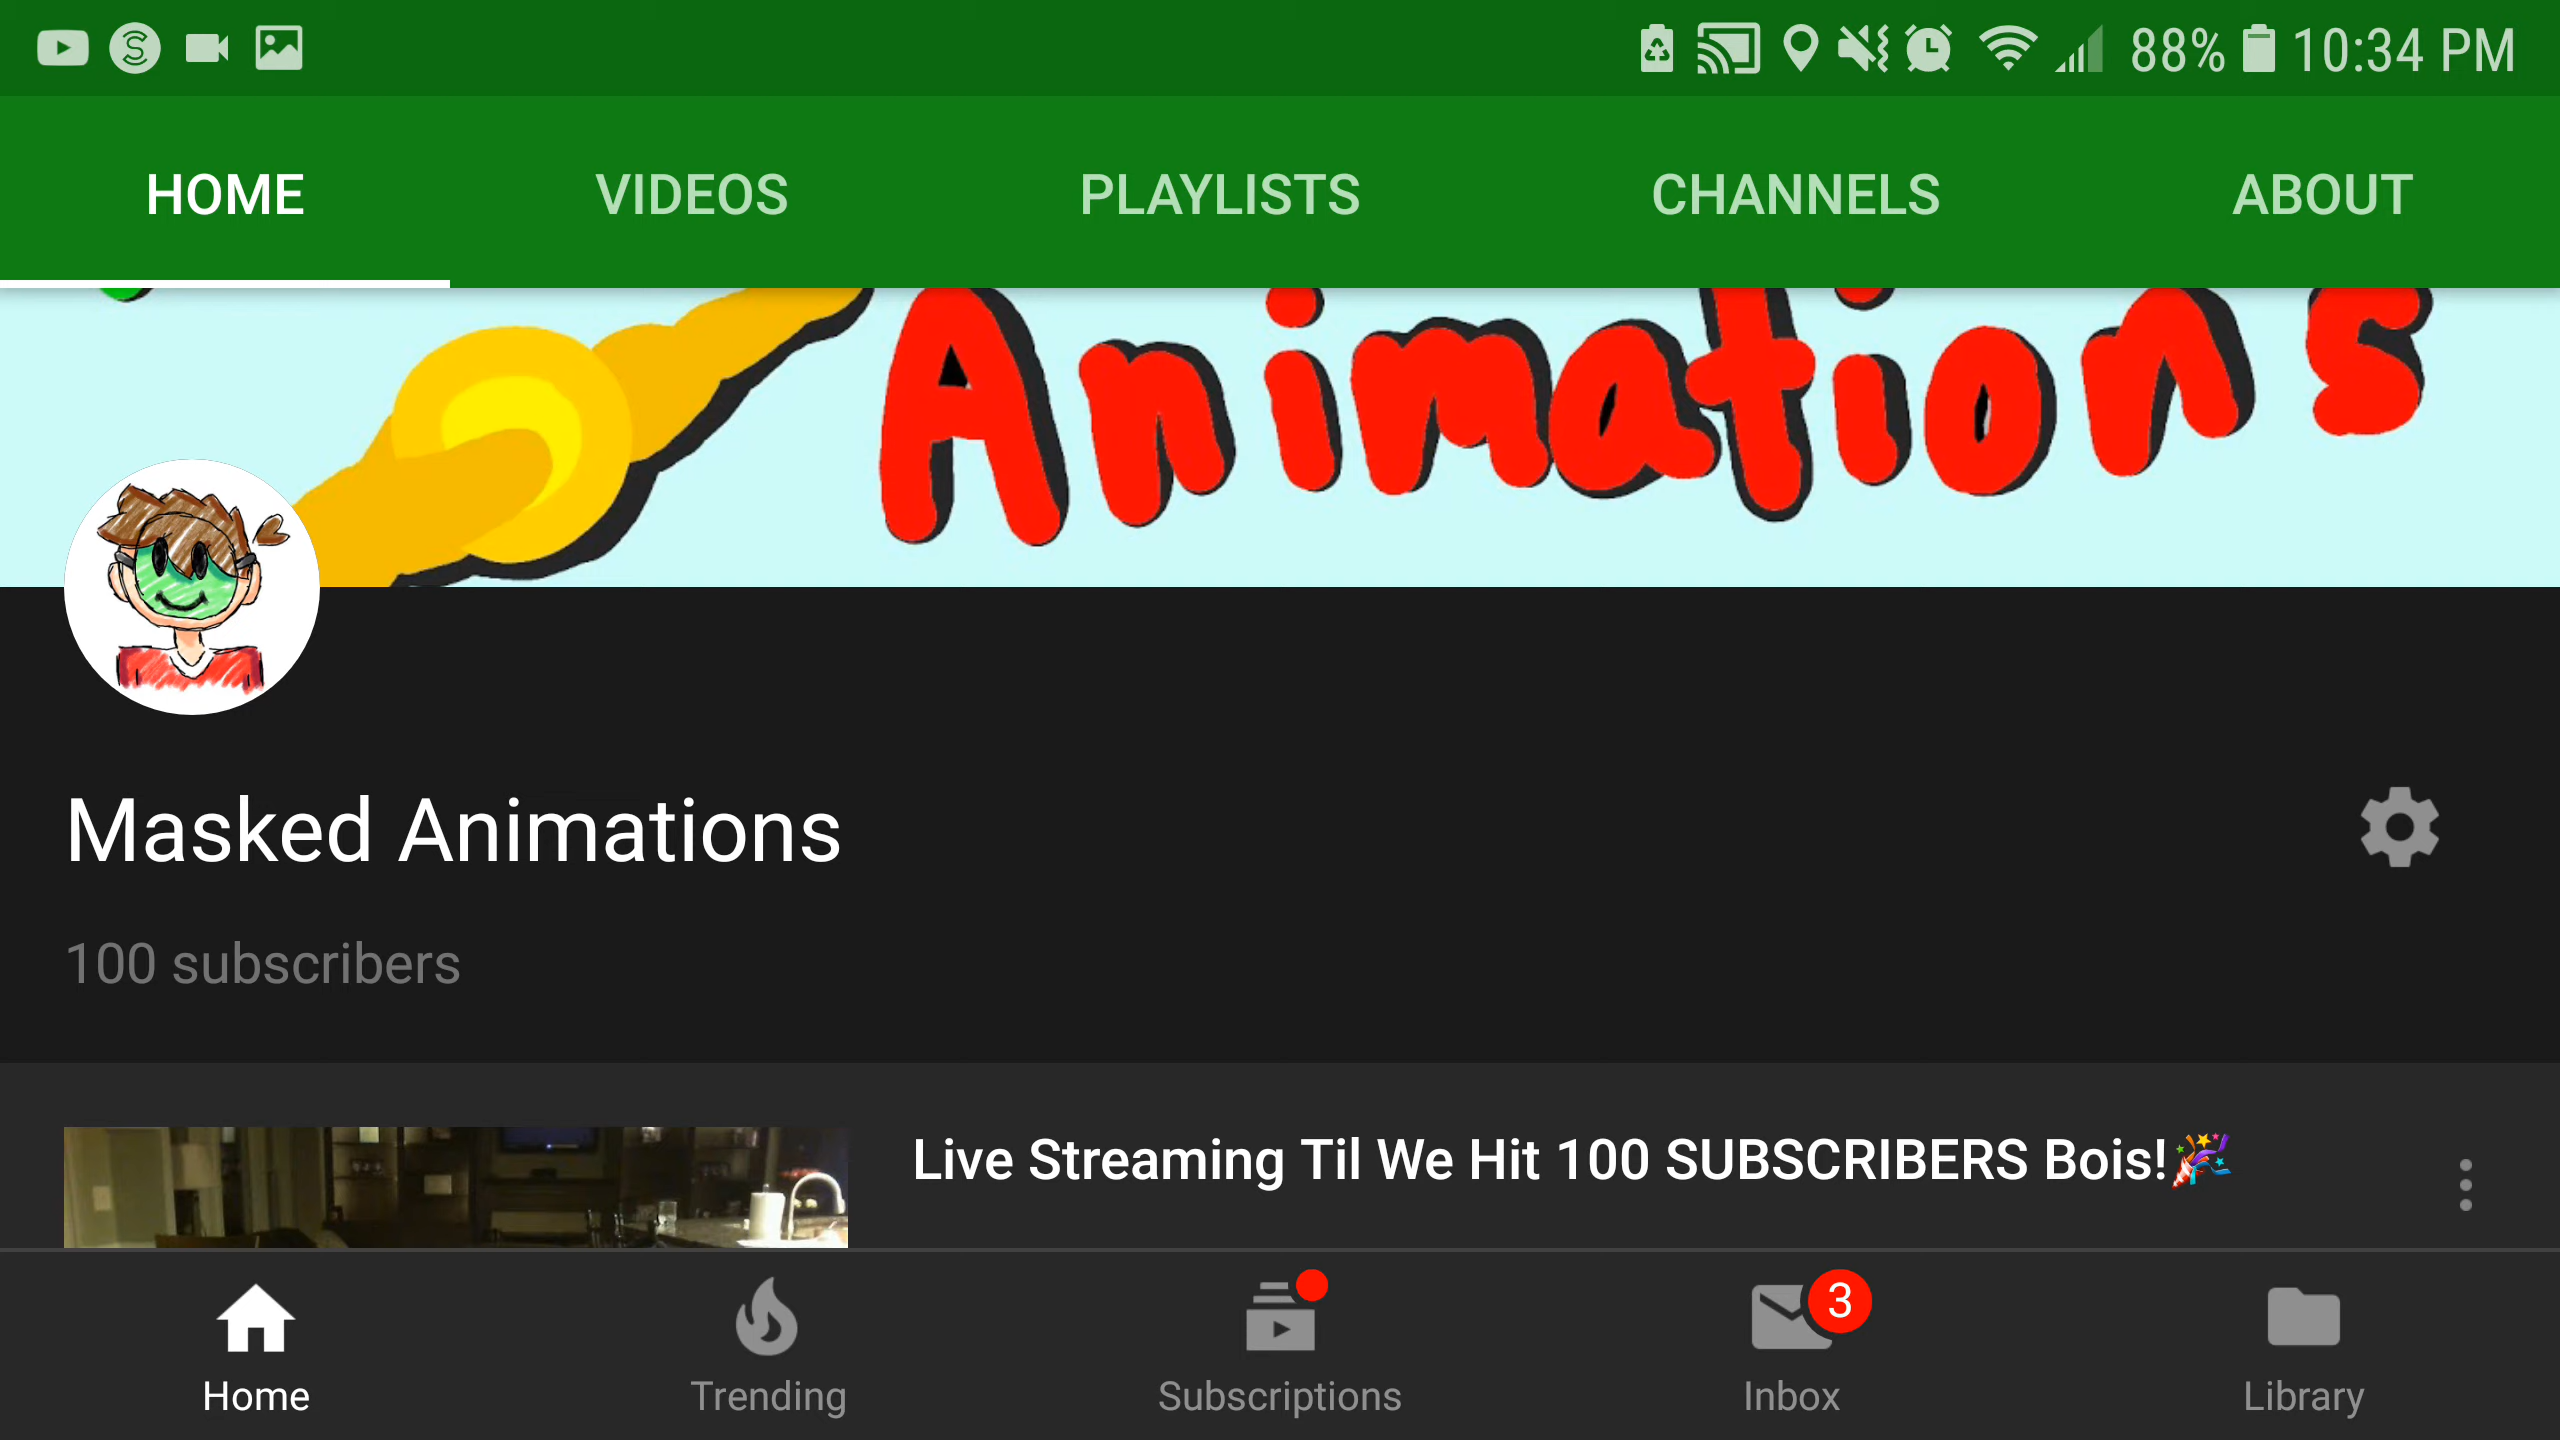 88% 10:34 PM
HOME VIDEOS PLAYLISTS CHANNELS ABOUT
Animations
Masked Animations
100 subscribers
Live Streaming Til We Hit 100 SUBSCRIBERS Bois!🎉
3
Home Trending Subscriptions Inbox Library